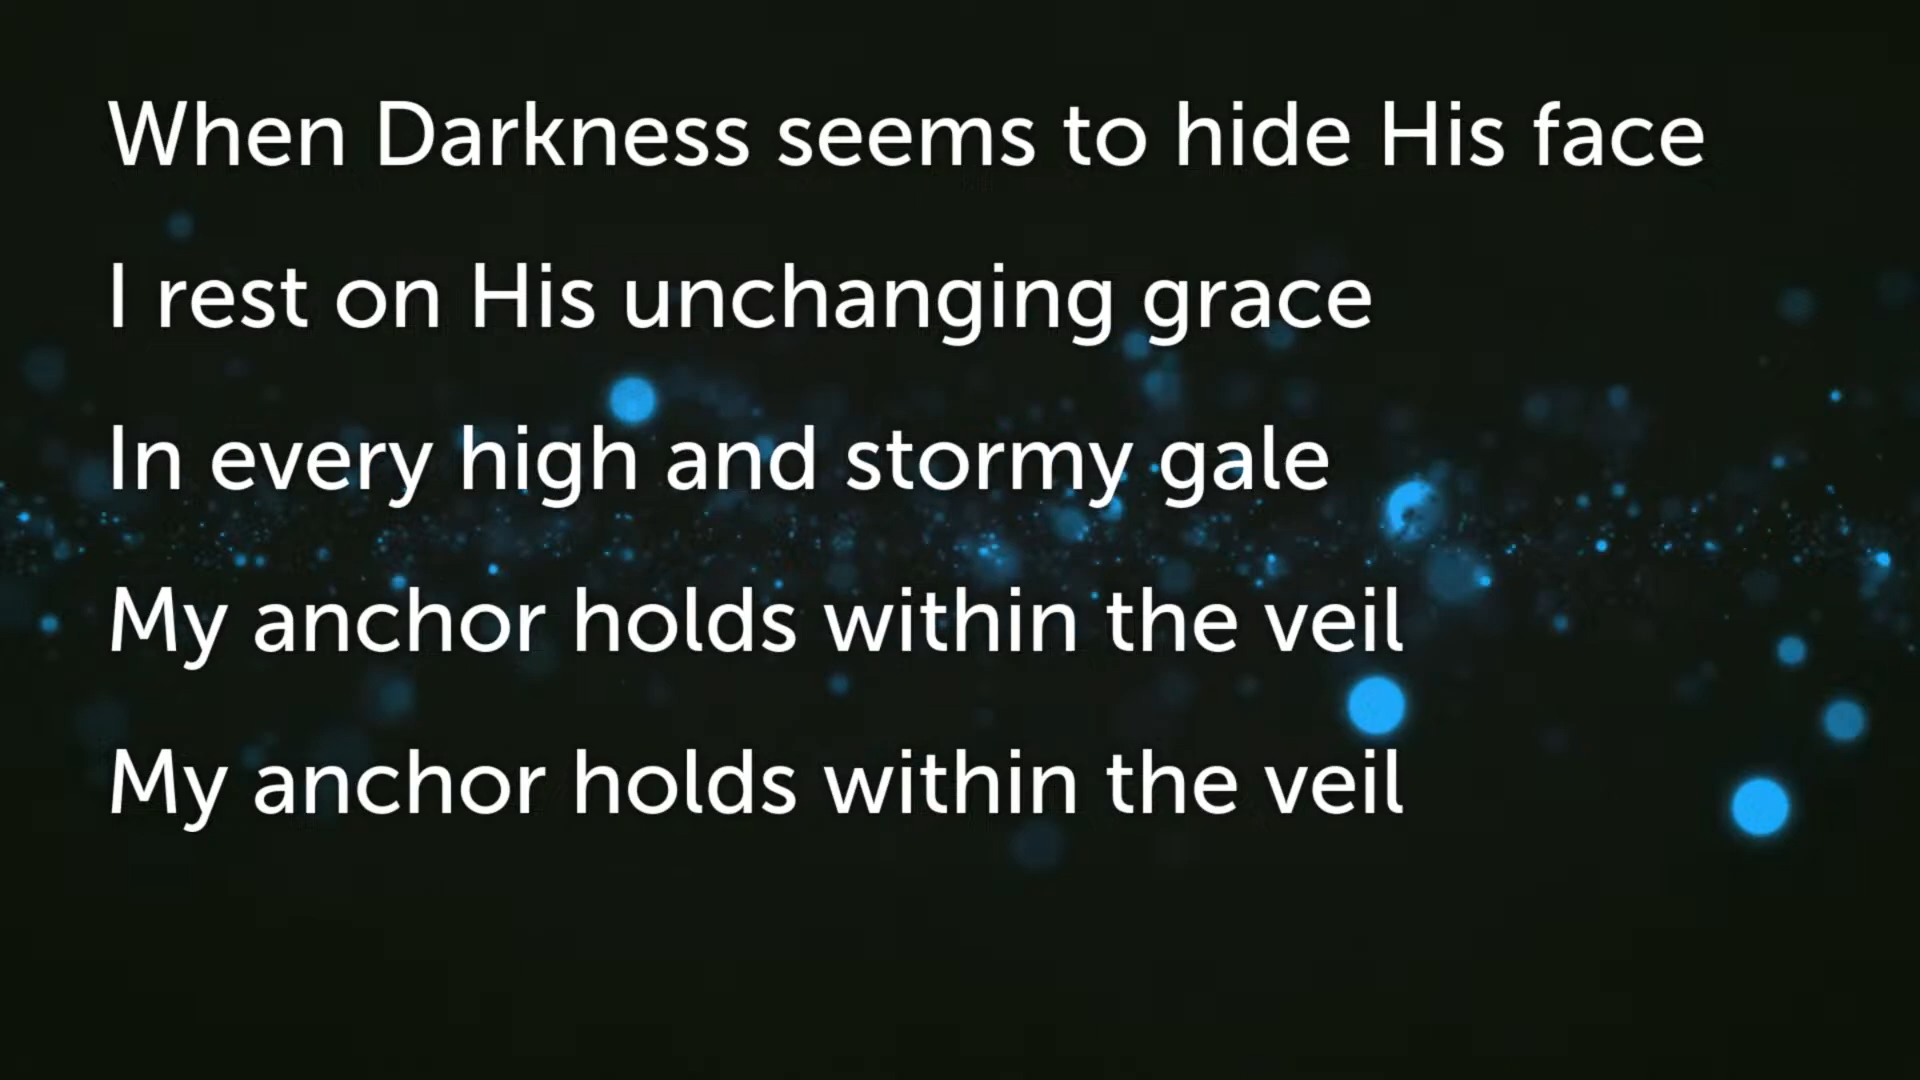 When Darkness seems to hide His face
I rest on His unchanging grace
In every high and stormy gale
My anchor holds within the veil
My anchor holds within the veil